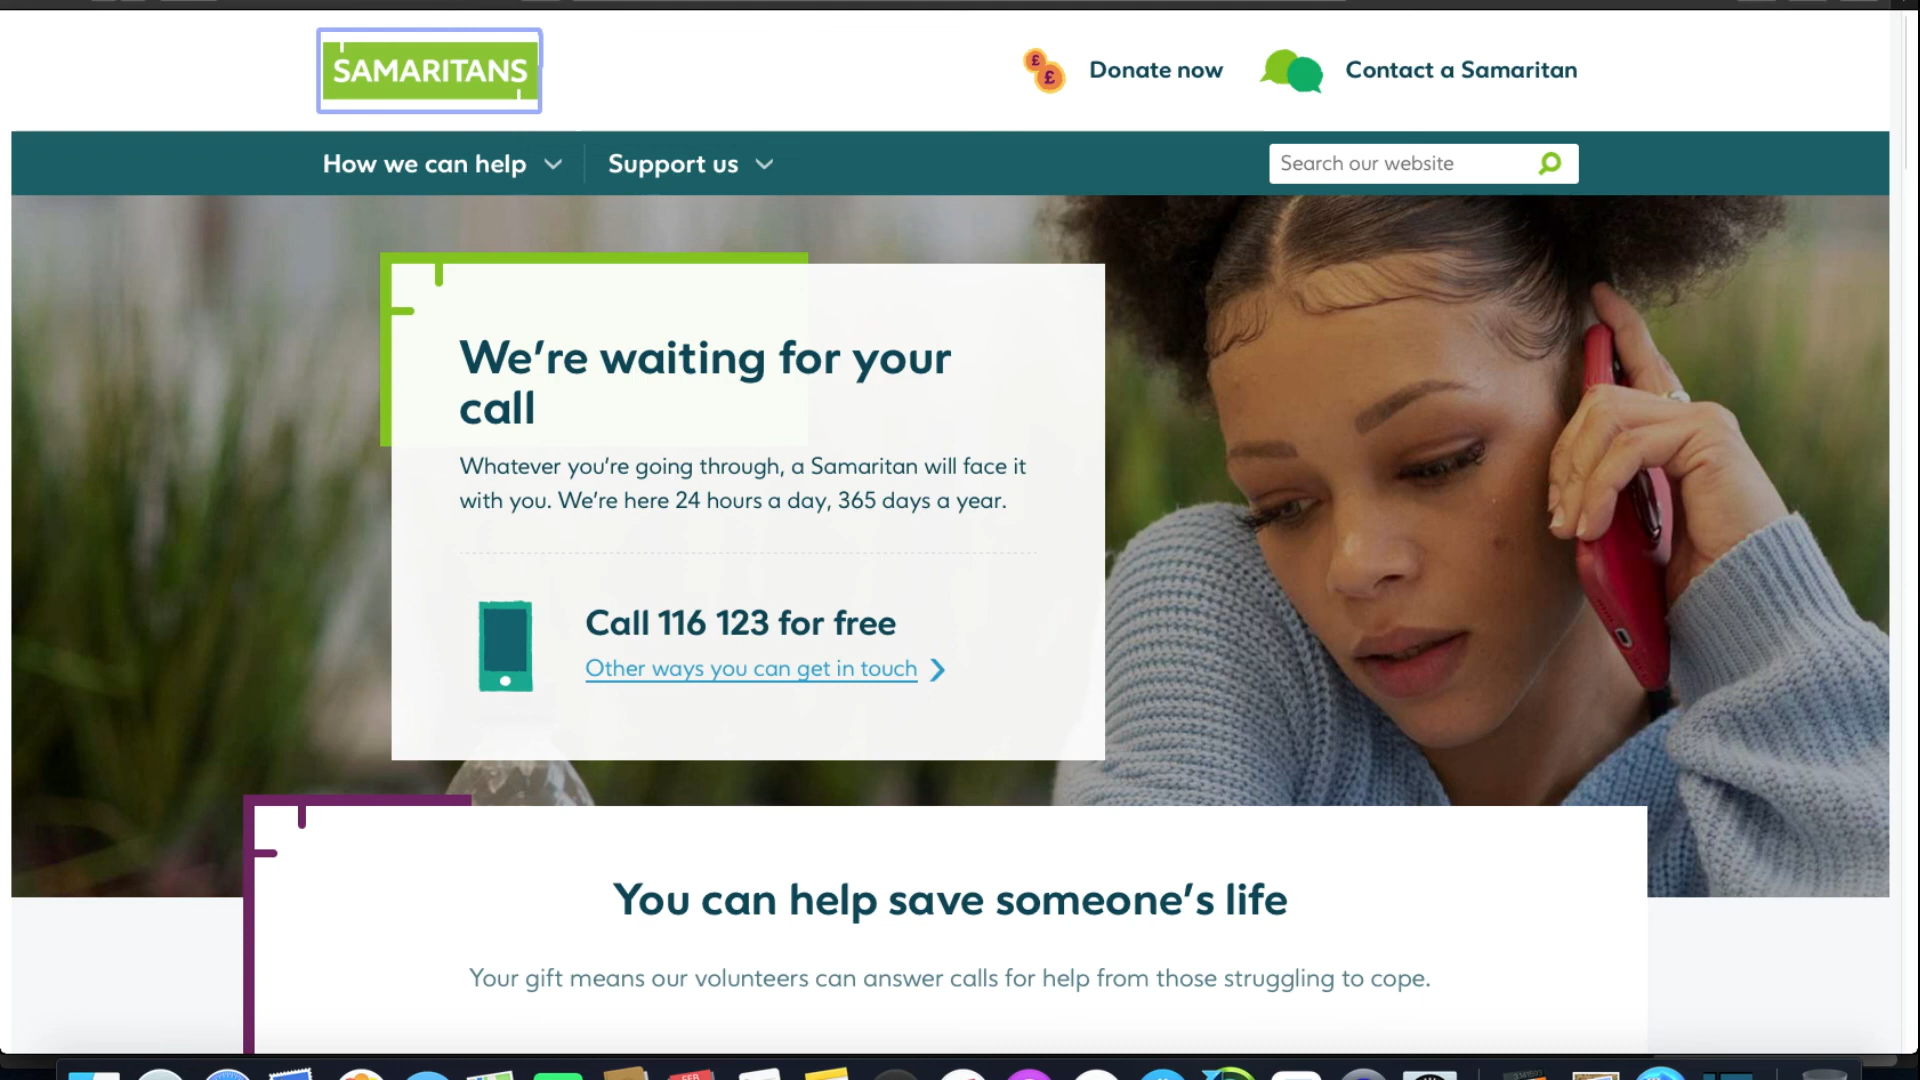 SAMARITANS
Donate now
Contact a Samaritan
How we can help
Support us
Search our website
We're waiting for your
call
Whatever you're going through, a Samaritan will face it
with you. We're here 24 hours a day, 365 days a year.
Call 116 123 for free
Other ways you can get in touch
You can help save someone's life
Your gift means our volunteers can answer calls for help from those struggling to cope.
FEB